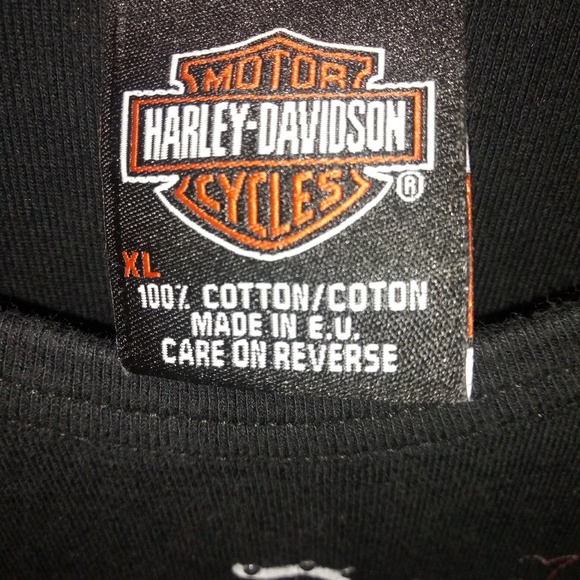 MOTOR
HARLEY-DAVIDSON
CYCLES
®
XL
100% COTTON/COTON
MADE IN E.U.
CARE ON REVERSE